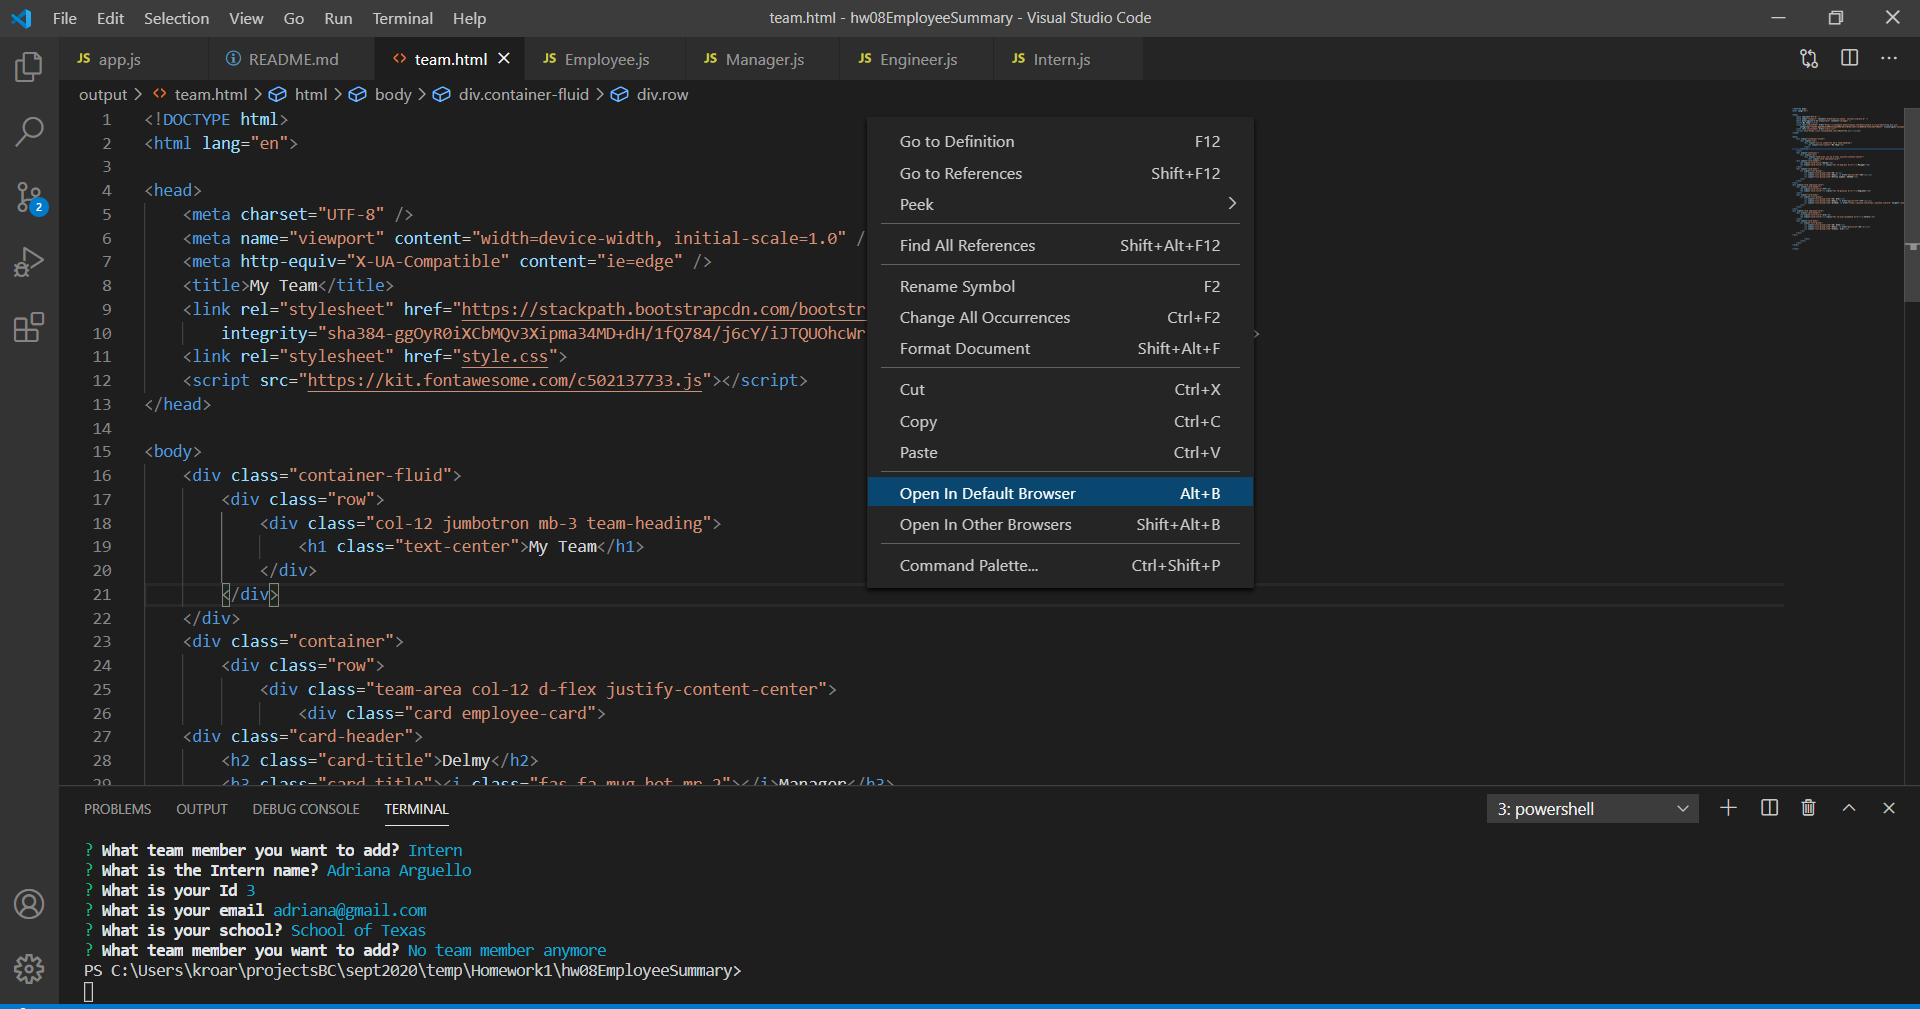 File Edit Selection View Go Run Terminal Help
team.html - hw08EmployeeSummary - Visual Studio Code
JS app.js
README.md
<> team.html
JS Employee.js
JS Manager.js
JS Engineer.js
JS Intern.js
output > <> team.html > html > body > div.container-fluid > div.row
1 <!DOCTYPE html>
2 <html lang="en">
3
4 <head>
5 <meta charset="UTF-8" />
6 <meta name="viewport" content="width=device-width, initial-scale=1.0" /
7 <meta http-equiv="X-UA-Compatible" content="ie=edge" />
8 <title>My Team</title>
9 <link rel="stylesheet" href="https://stackpath.bootstrapcdn.com/bootstr
10 integrity="sha384-ggOyR0iXCbMQv3Xipma34MD+dH/1fQ784/j6cY/iJTQUOhcWr >
11 <link rel="stylesheet" href="style.css">
12 <script src="https://kit.fontawesome.com/c502137733.js"></script>
13 </head>
14
15 <body>
16 <div class="container-fluid">
17 <div class="row">
18 <div class="col-12 jumbotron mb-3 team-heading">
19 <h1 class="text-center">My Team</h1>
20 </div>
21 </div>
22 </div>
23 <div class="container">
24 <div class="row">
25 <div class="team-area col-12 d-flex justify-content-center">
26 <div class="card employee-card">
27 <div class="card-header">
28 <h2 class="card-title">Delmy</h2>
29 <h3 class="card-title"><i class="fas fa-mug-hot mr-2"></i>Manager</h3>
Go to Definition F12
Go to References Shift+F12
Peek
Find All References Shift+Alt+F12
Rename Symbol F2
Change All Occurrences Ctrl+F2
Format Document Shift+Alt+F
Cut Ctrl+X
Copy Ctrl+C
Paste Ctrl+V
Open In Default Browser Alt+B
Open In Other Browsers Shift+Alt+B
Command Palette... Ctrl+Shift+P
2
PROBLEMS OUTPUT DEBUG CONSOLE TERMINAL
3: powershell
? What team member you want to add? Intern
? What is the Intern name? Adriana Arguello
? What is your Id 3
? What is your email adriana@gmail.com
? What is your school? School of Texas
? What team member you want to add? No team member anymore
PS C:\Users\kroar\projectsBC\sept2020\temp\Homework1\hw08EmployeeSummary>